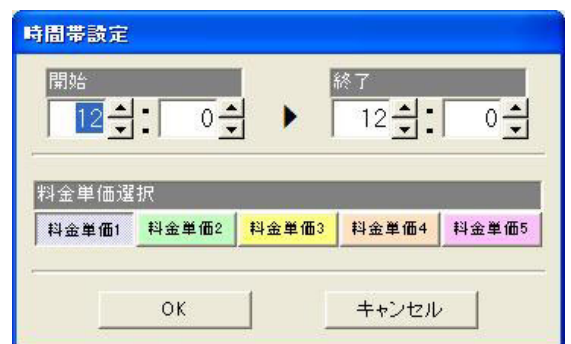 時間帯設定
開始 終了
12 : 0 ▶ 12 : 0
料金単価選択
料金単価1 料金単価2 料金単価3 料金単価4 料金単価5
OK キャンセル